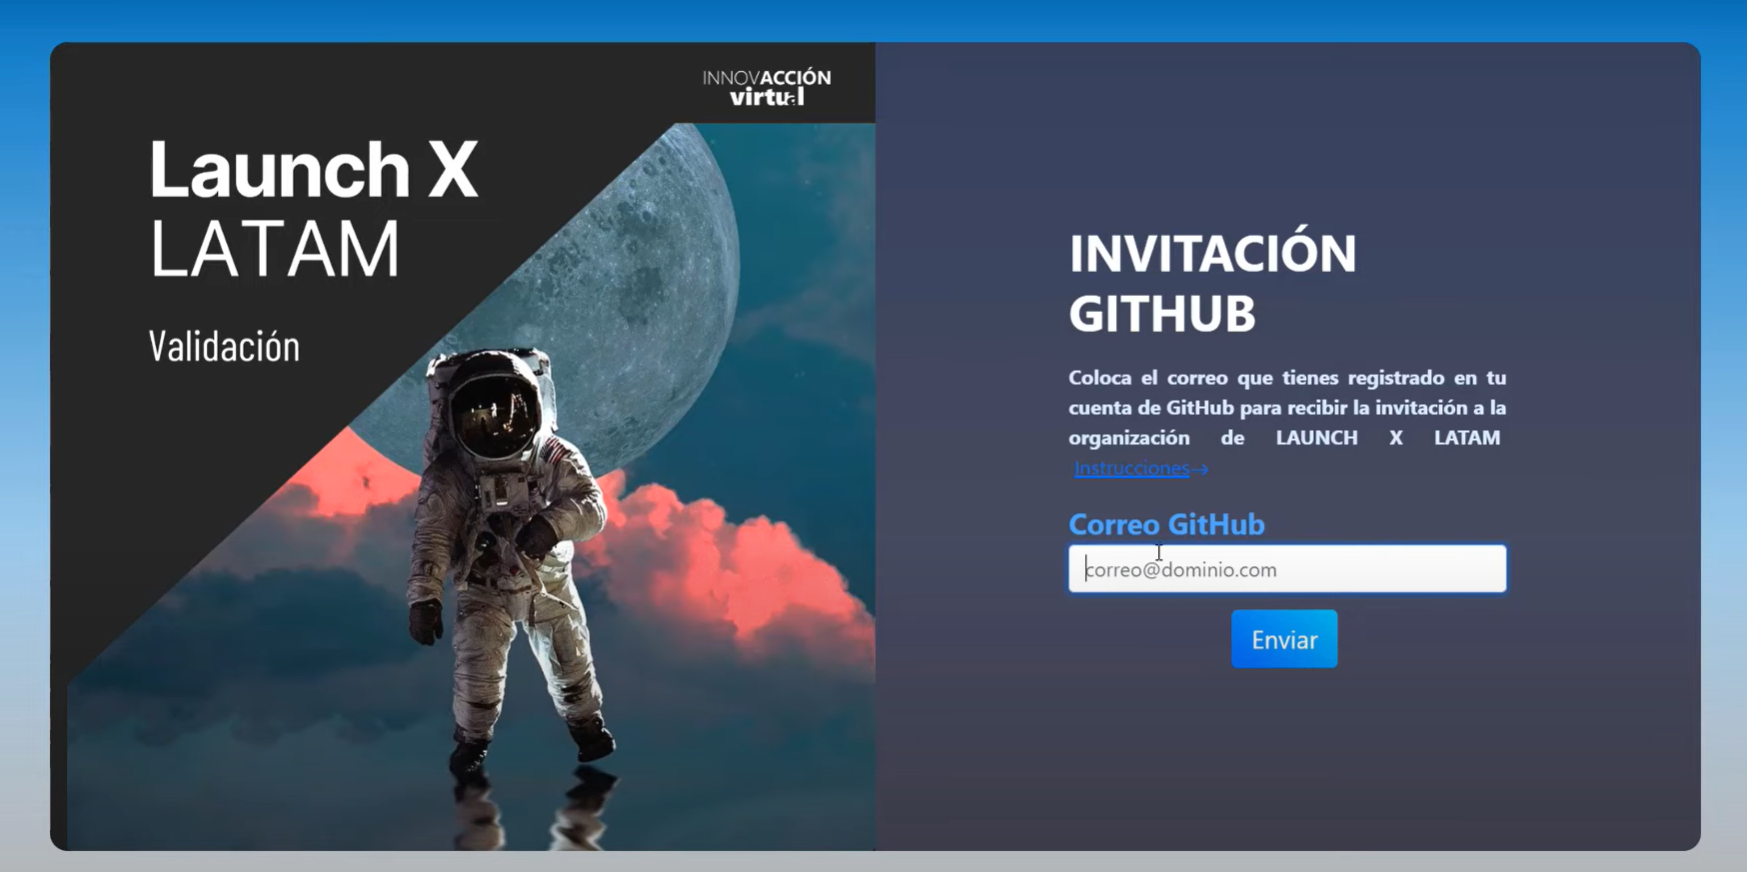 INNOVACCIÓN
virtual
Launch X
LATAM
Validación
INVITACIÓN
GITHUB
Coloca el correo que tienes registrado en tu
cuenta de GitHub para recibir la invitación a la
organización de LAUNCH X LATAM
Instrucciones→
Correo GitHub
correo@dominio.com
Enviar